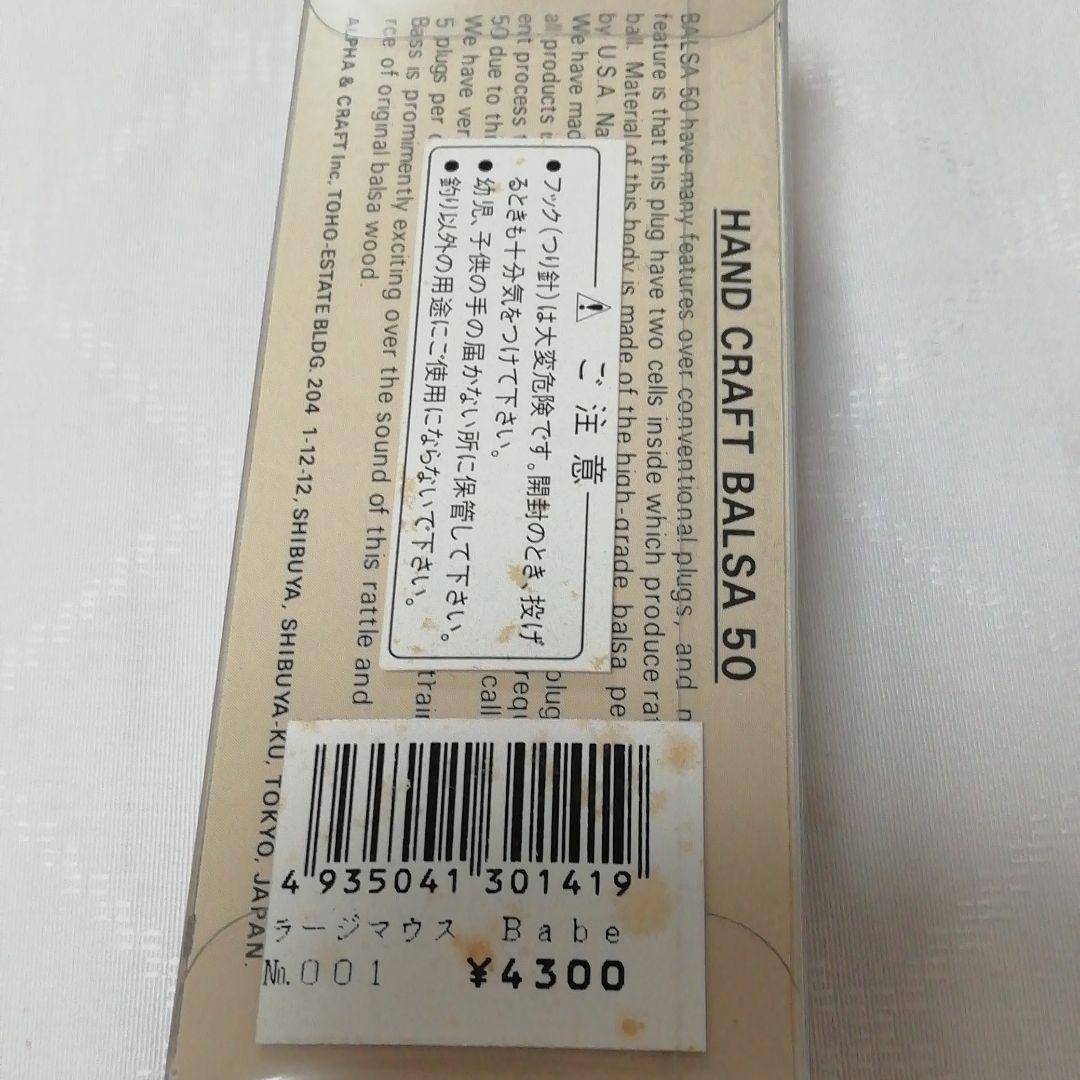 HAND CRAFT BALSA 50
BALSA 50 have many features over conventional plugs, and
feature is that this plug have two cells inside which produce
ball. Material of this body is made of the high-grade balsa
by U.S.A. Na
We have mad
all products
ent process
50 due to
We have
5 plugs per
Bass is promimently exciting over the sound of this rattle and
rce of original balsa wood.
ALPHA & CRAFT Inc, TOHO-ESTATE BLDG. 204 1-12-12, SHIBUYA, SHIBUYA-KU, TOKYO, JAPAN.
ご注意
●フック(つり針)は大変危険です。開封のとき、投げ
るときも十分気をつけて下さい。
●幼児、子供の手の届かない所に保管して下さい。
●釣り以外の用途にご使用にならないで下さい。
4 935041 301419
ラージマウス Babe
No.001 ¥4300